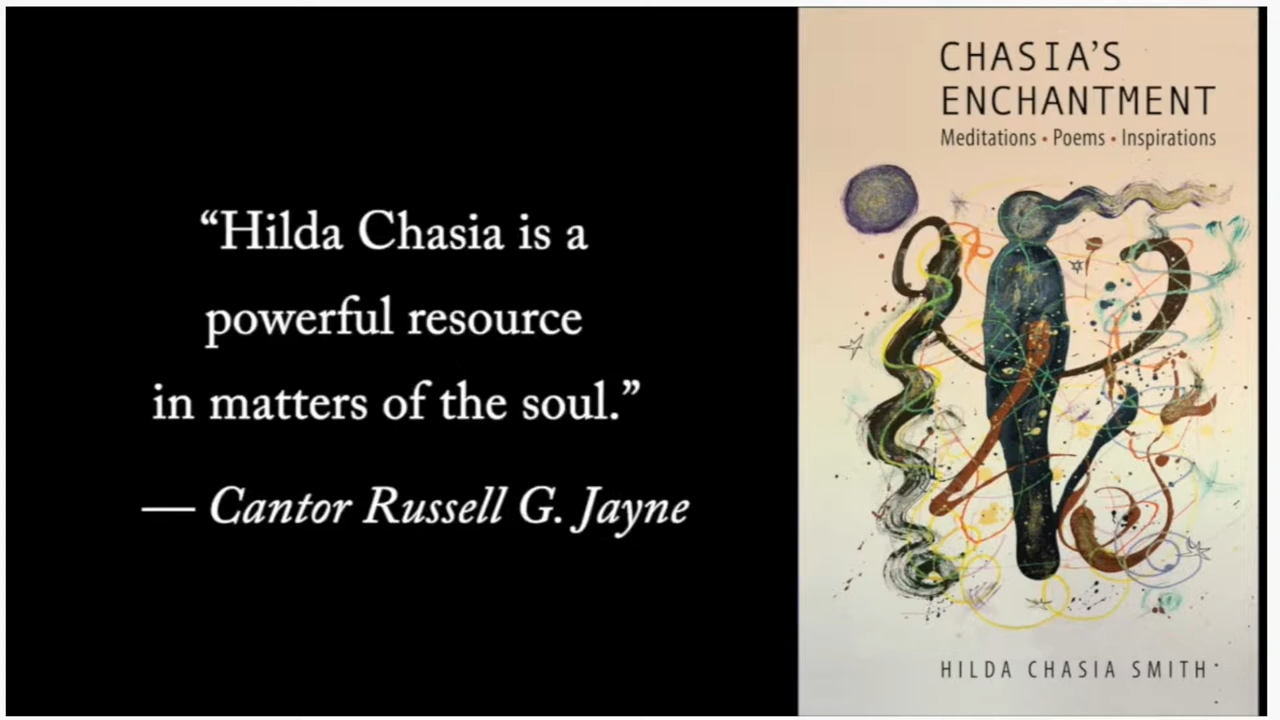 “Hilda Chasia is a
powerful resource
in matters of the soul.”
— Cantor Russell G. Jayne
CHASIA’S
ENCHANTMENT
Meditations • Poems • Inspirations
HILDA CHASIA SMITH